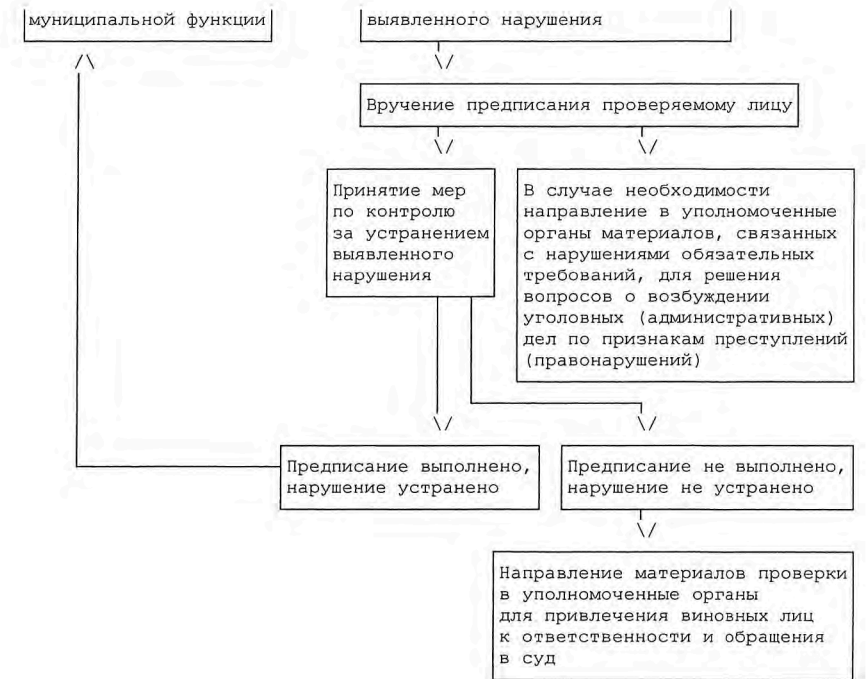 муниципальной функции
выявленного нарушения
Вручение предписания проверяемому лицу
Принятие мер
по контролю
за устранением
выявленного
нарушения
В случае необходимости
направление в уполномоченные
органы материалов, связанных
с нарушениями обязательных
требований, для решения
вопросов о возбуждении
уголовных (административных)
дел по признакам преступлений
(правонарушений)
Предписание выполнено,
нарушение устранено
Предписание не выполнено,
нарушение не устранено
Направление материалов проверки
в уполномоченные органы
для привлечения виновных лиц
к ответственности и обращения
в суд